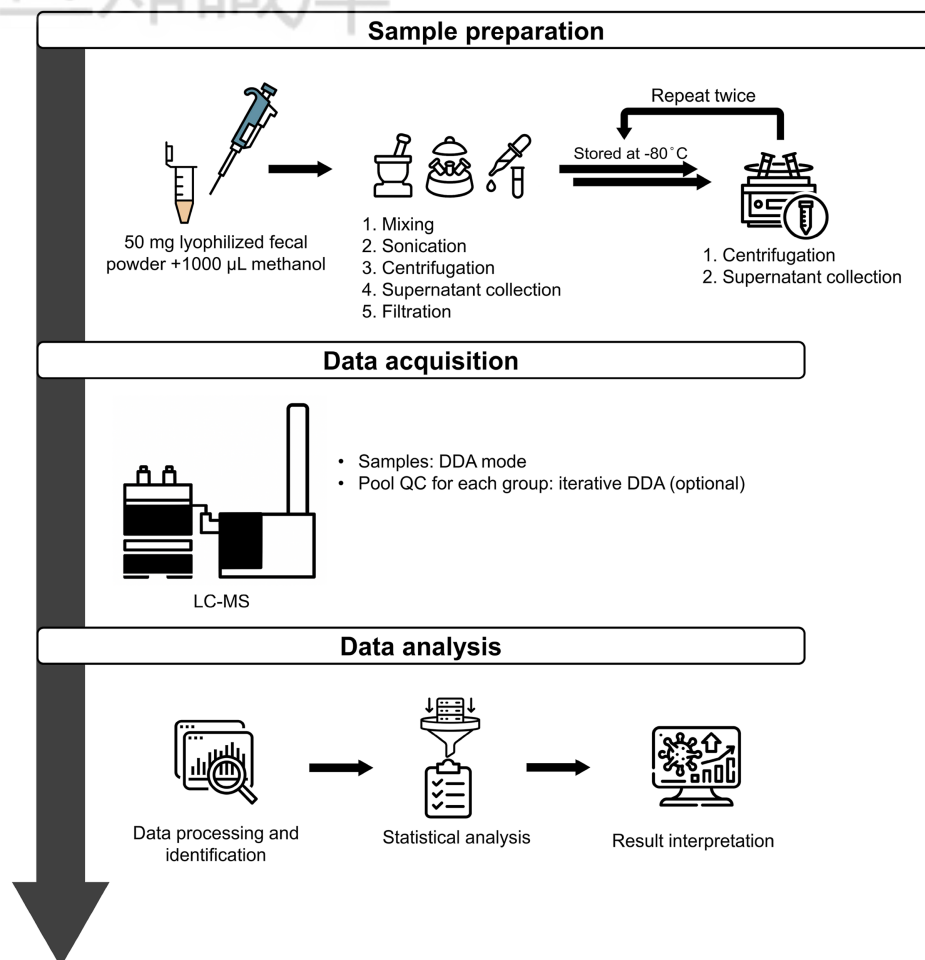 Sample preparation
Repeat twice
Stored at -80°C
50 mg lyophilized fecal
powder +1000 µL methanol
1. Mixing
2. Sonication
3. Centrifugation
4. Supernatant collection
5. Filtration
1. Centrifugation
2. Supernatant collection
Data acquisition
• Samples: DDA mode
• Pool QC for each group: iterative DDA (optional)
LC-MS
Data analysis
Data processing and
identification
Statistical analysis
Result interpretation